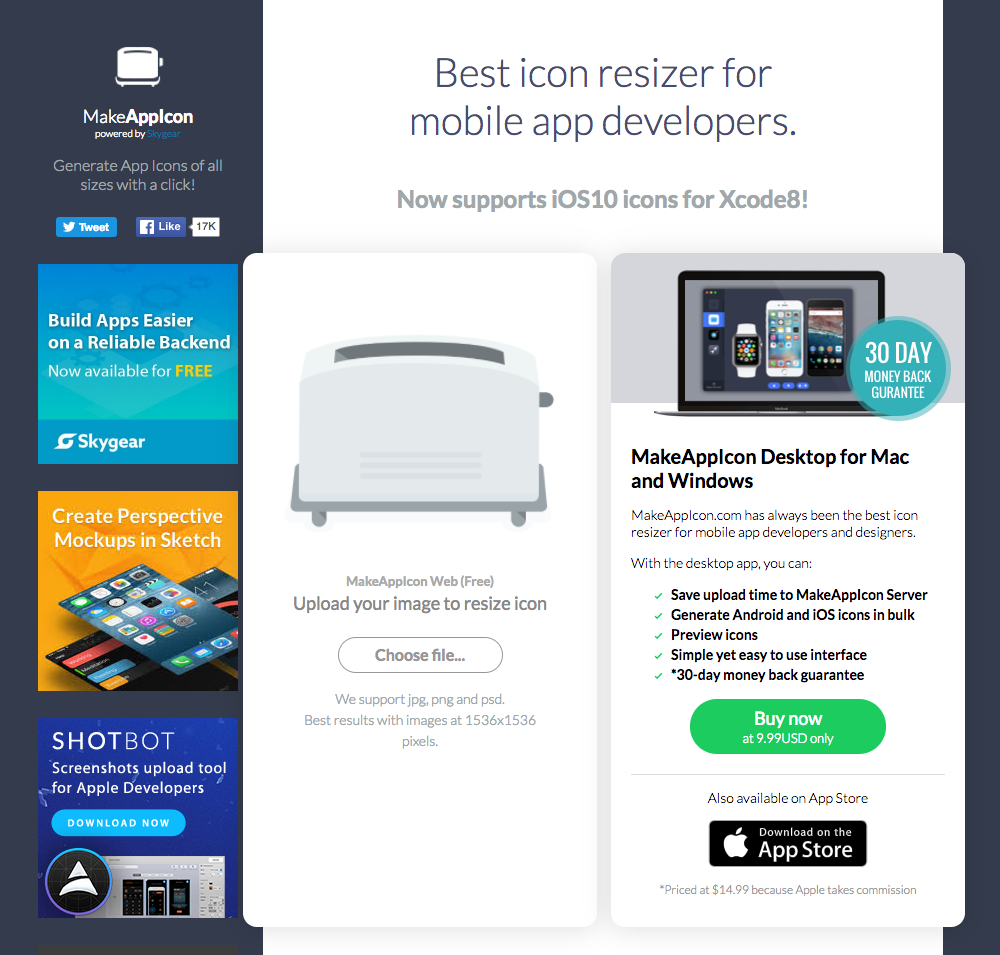 MakeAppIcon
powered by Skygear
Generate App Icons of all
sizes with a click!
Tweet
Like
17K
Build Apps Easier
on a Reliable Backend
Now available for FREE
Skygear
Create Perspective
Mockups in Sketch
SHOTBOT
Screenshots upload tool
for Apple Developers
DOWNLOAD NOW
Best icon resizer for
mobile app developers.
Now supports iOS10 icons for Xcode8!
MakeAppIcon Web (Free)
Upload your image to resize icon
Choose file...
We support jpg, png and psd.
Best results with images at 1536x1536
pixels.
30 DAY
MONEY BACK
GURANTEE
MakeAppIcon Desktop for Mac
and Windows
MakeAppIcon.com has always been the best icon
resizer for mobile app developers and designers.
With the desktop app, you can:
Save upload time to MakeAppIcon Server
Generate Android and iOS icons in bulk
Preview icons
Simple yet easy to use interface
*30-day money back guarantee
Buy now
at 9.99USD only
Also available on App Store
Download on the
App Store
*Priced at $14.99 because Apple takes commission